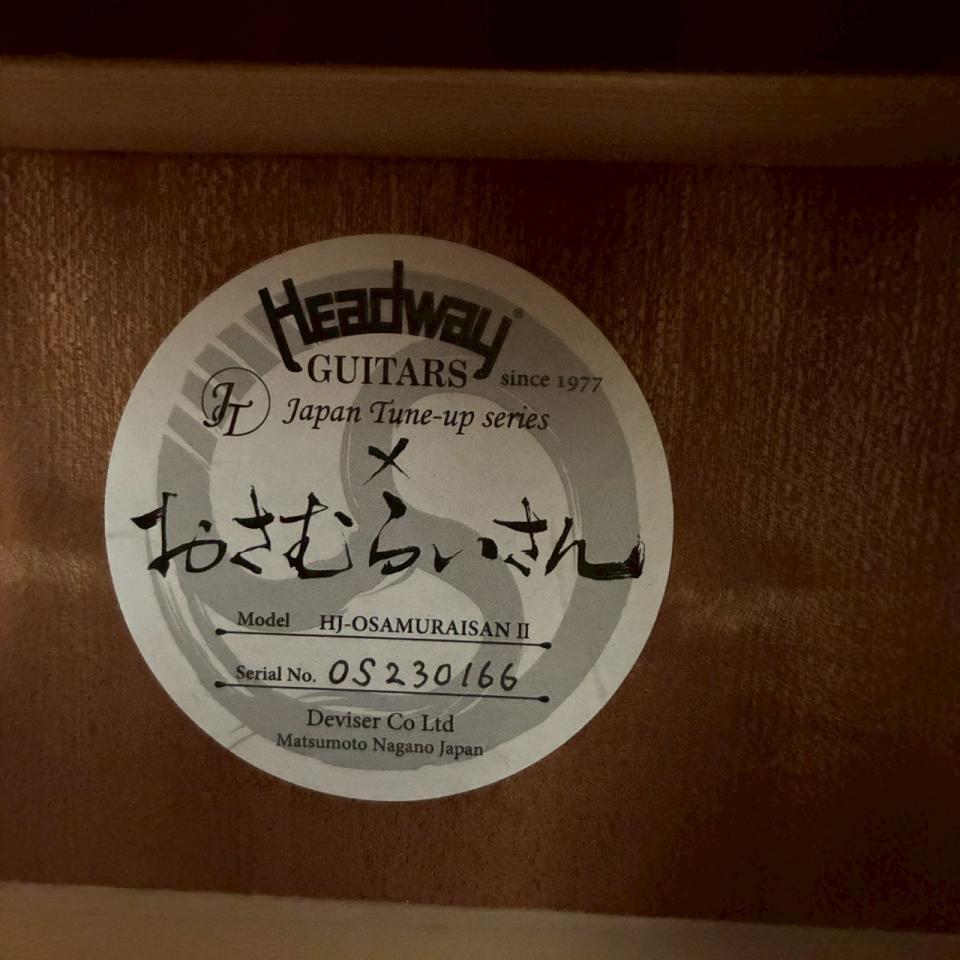 Headway®
GUITARS since 1977
JT Japan Tune-up series
×
おさむらいさん
Model HJ-OSAMURAISAN II
Serial No. OS230166
Deviser Co Ltd
Matsumoto Nagano Japan